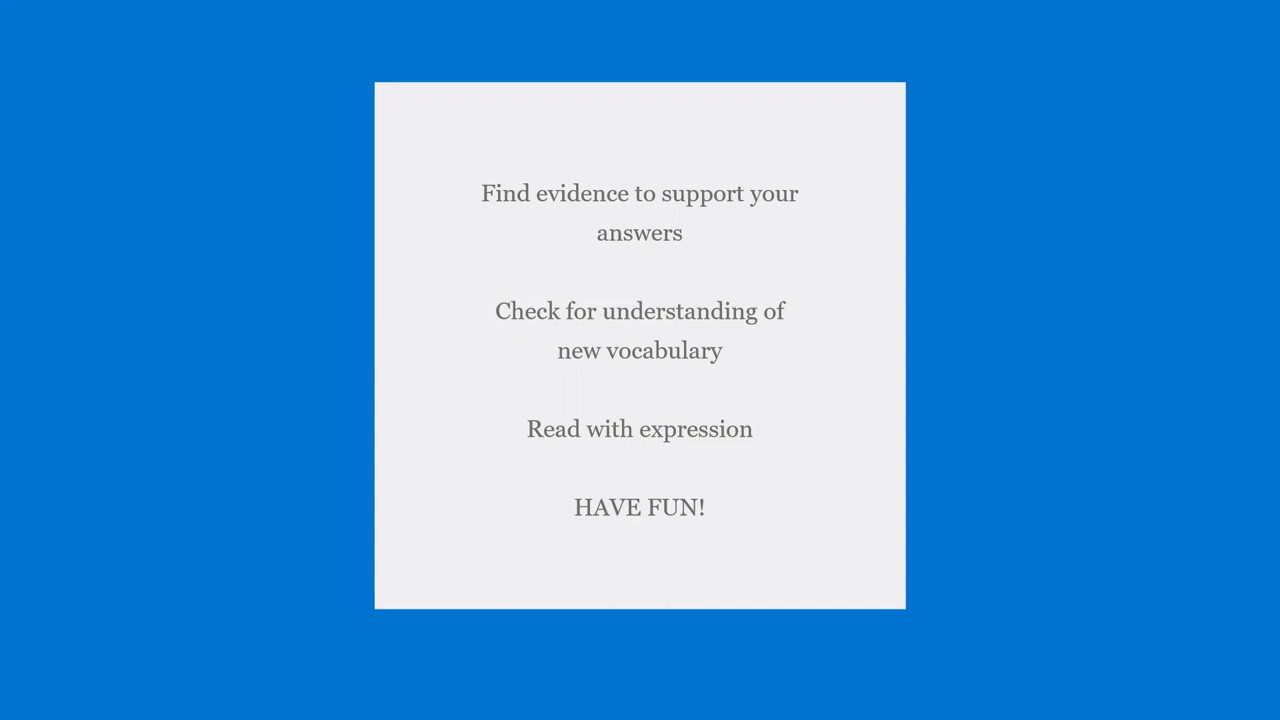 Find evidence to support your
answers
Check for understanding of
new vocabulary
Read with expression
HAVE FUN!